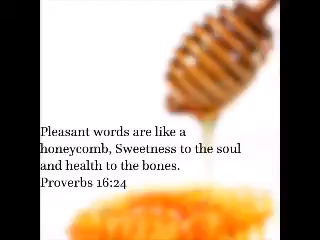 Pleasant words are like a
honeycomb, Sweetness to the soul
and health to the bones.
Proverbs 16:24